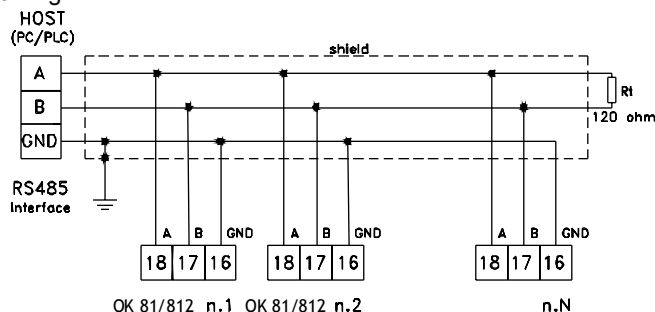 HOST
(PC/PLC)
shield
A
B
GND
Rt
120 ohm
RS485
Interface
A B GND A B GND A B GND
18 17 16 18 17 16 18 17 16
OK 81/812 n.1 OK 81/812 n.2 n.N